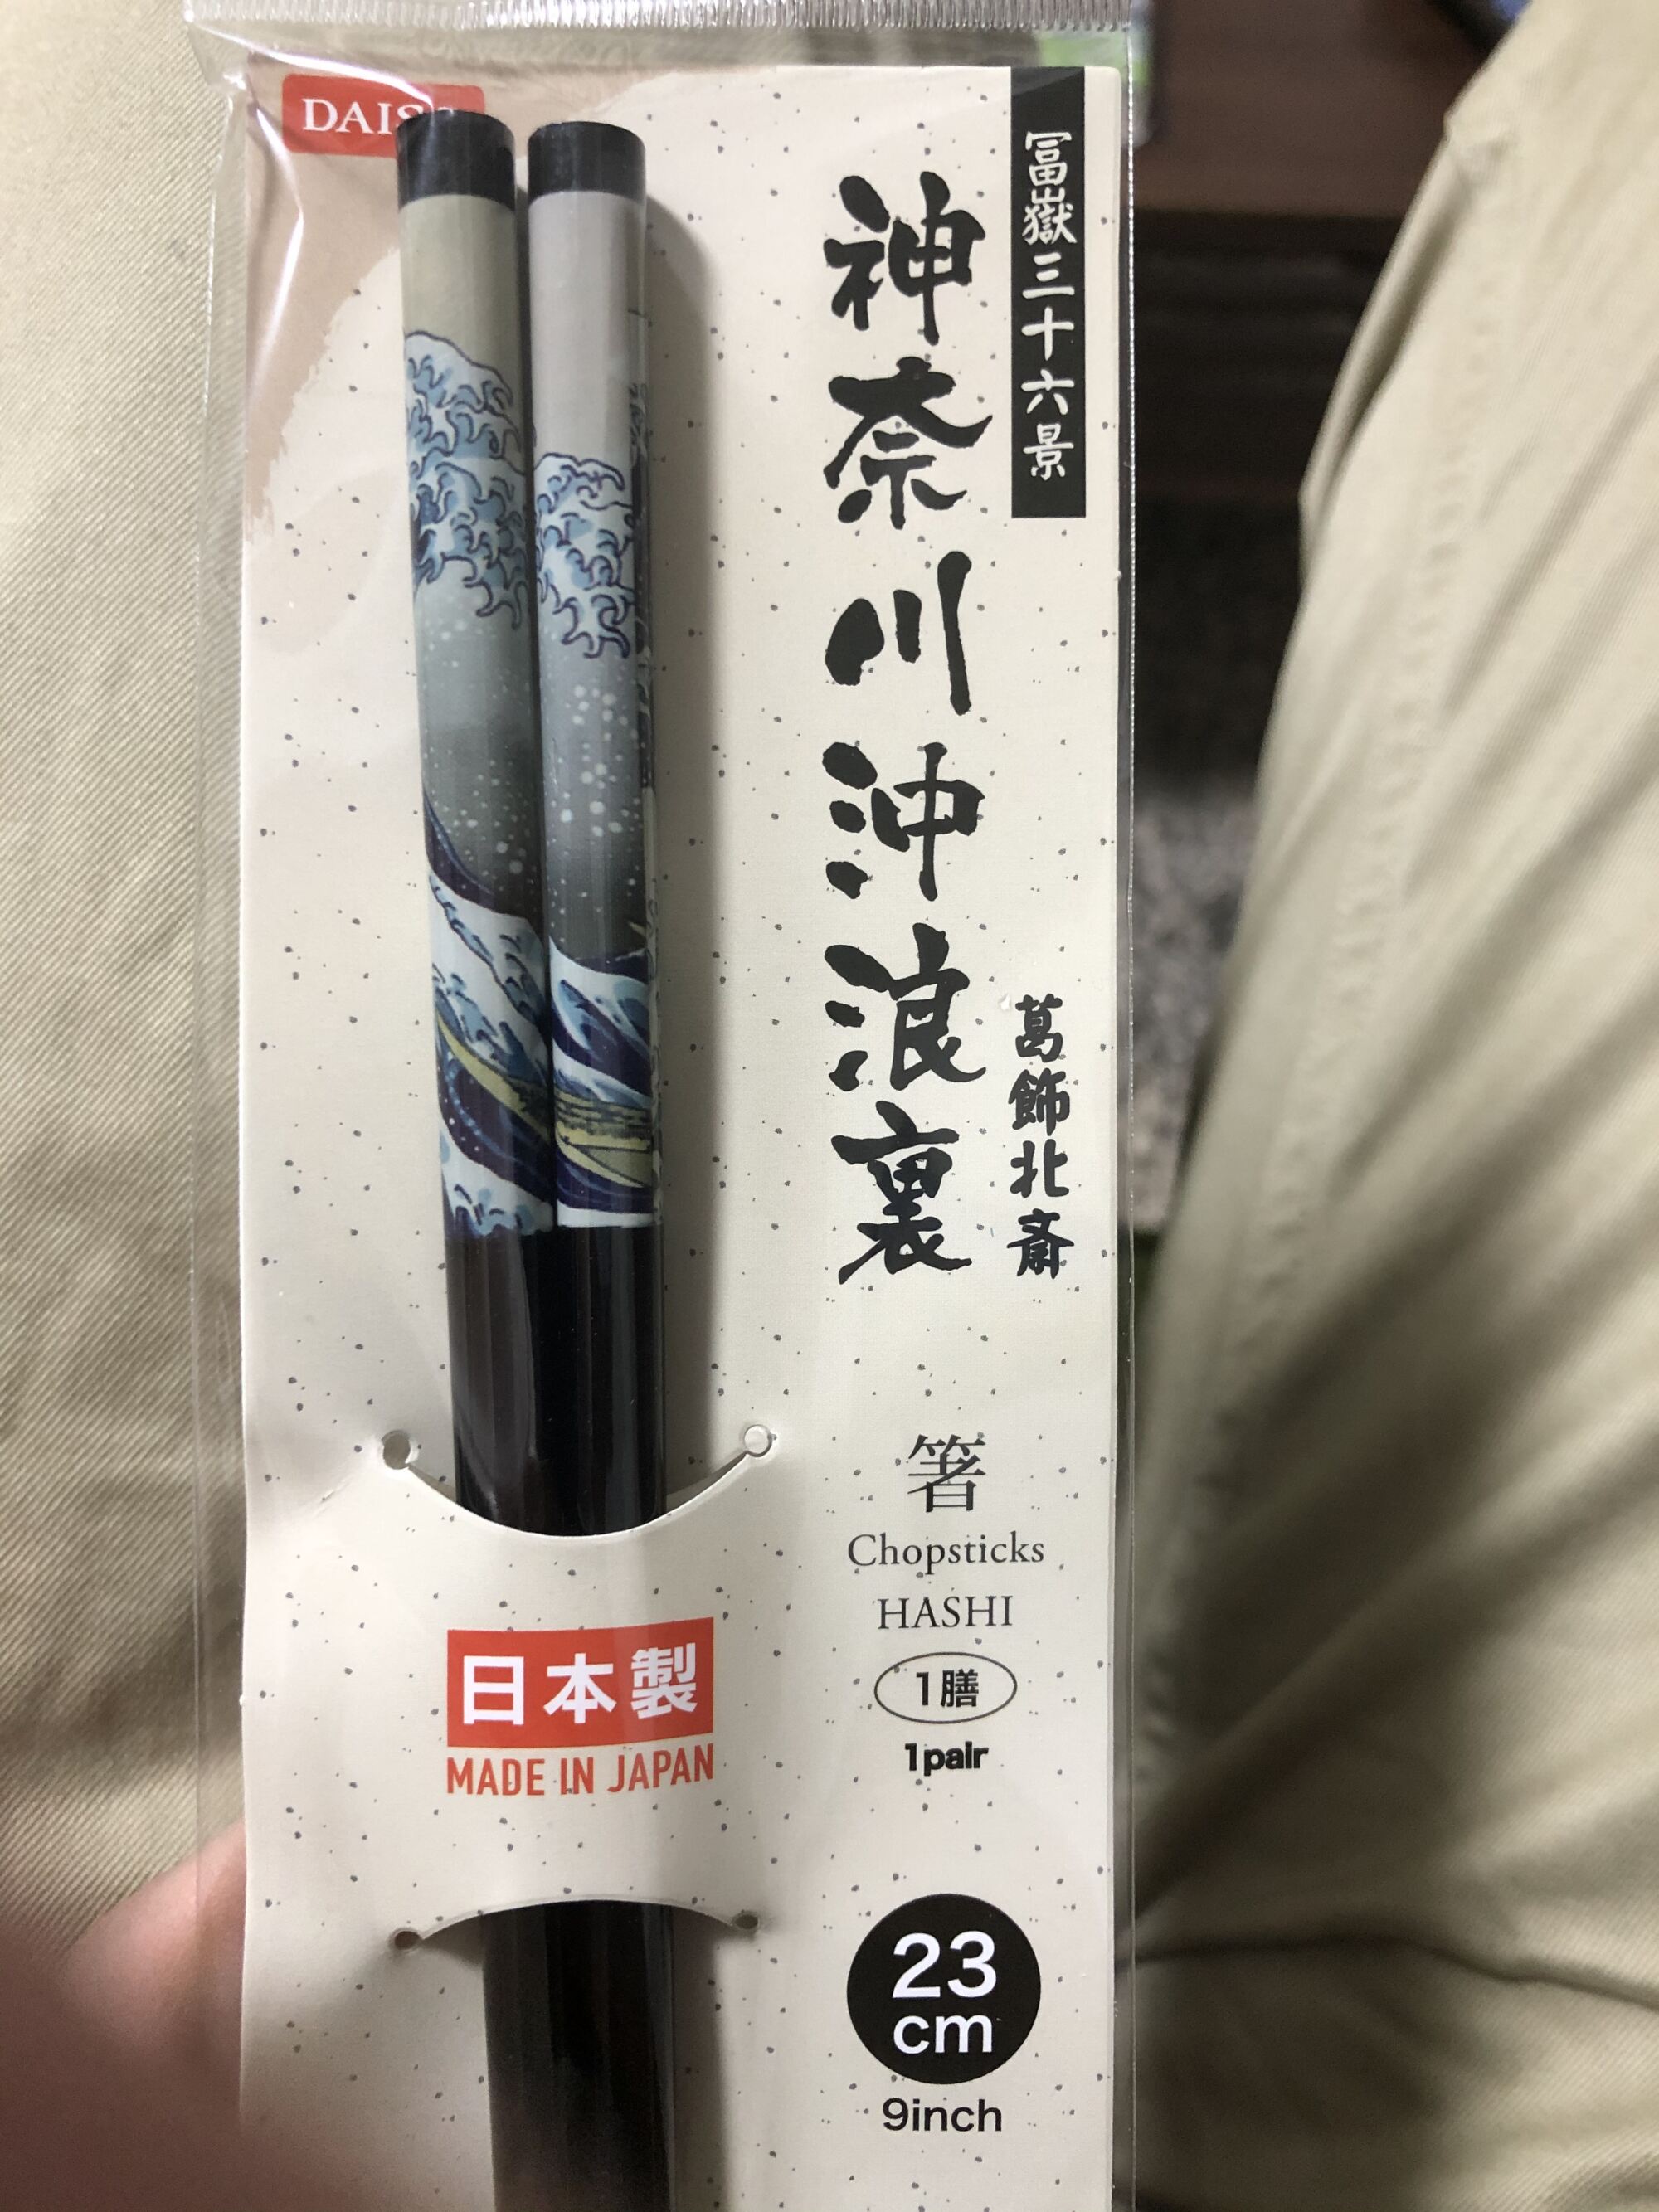 冨嶽三十六景
神奈川沖浪裏
葛飾北斎
箸
Chopsticks
HASHI
1膳
1pair
日本製
MADE IN JAPAN
23
cm
9inch